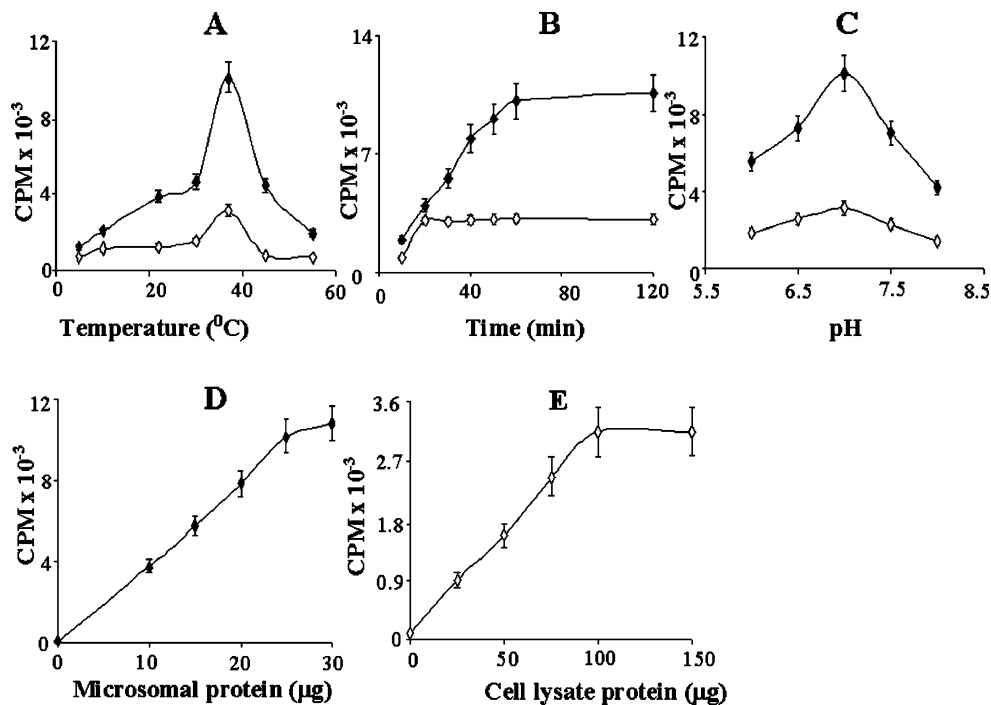 A
12
8
4
0
CPM x 10-3
0 20 40 60
Temperature (0C)
B
14
7
0
CPM x 10-3
0 40 80 120
Time (min)
C
12
8
4
0
CPM x 10-3
5.5 6.5 7.5 8.5
pH
D
12
8
4
0
CPM x 10-3
0 10 20 30
Microsomal protein (µg)
E
3.6
2.7
1.8
0.9
0
CPM x 10-3
0 50 100 150
Cell lysate protein (µg)